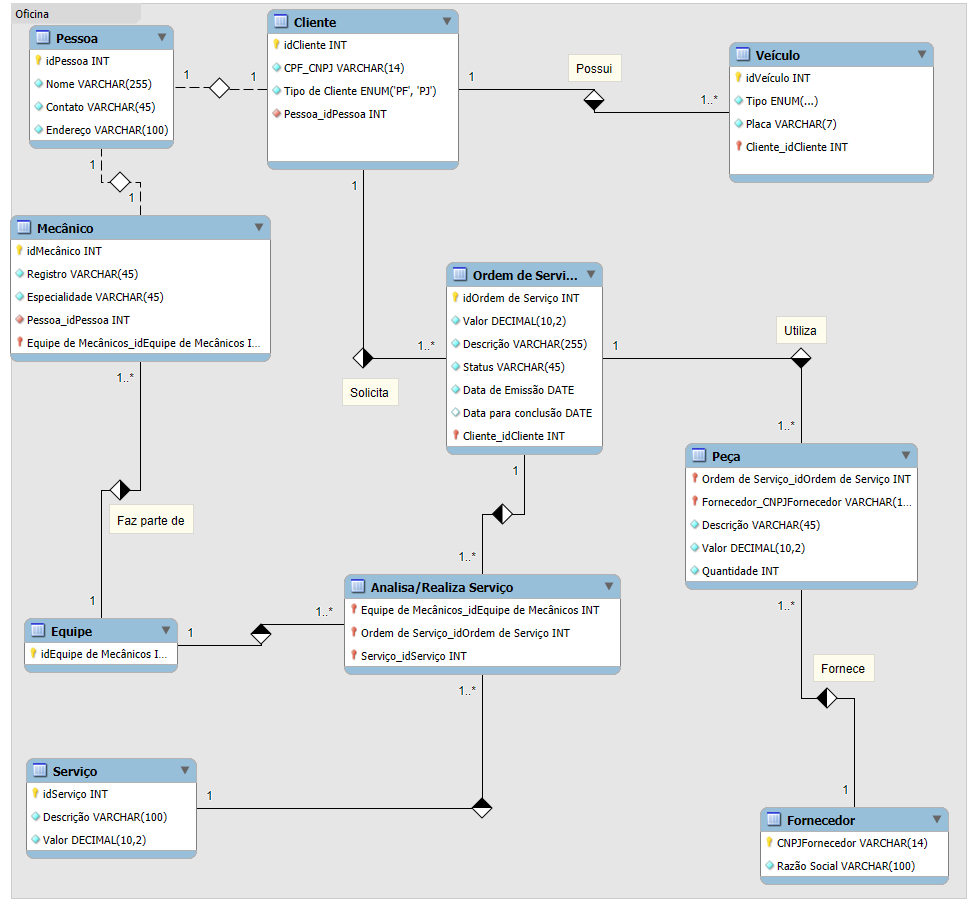 Oficina
Pessoa
idPessoa INT
Nome VARCHAR(255)
Contato VARCHAR(45)
Endereço VARCHAR(100)
1
1
Cliente
idCliente INT
CPF_CNPJ VARCHAR(14)
Tipo de Cliente ENUM('PF', 'PJ')
Pessoa_idPessoa INT
1
Possui
1..*
Veículo
idVeículo INT
Tipo ENUM(...)
Placa VARCHAR(7)
Cliente_idCliente INT
1
1
Mecânico
idMecânico INT
Registro VARCHAR(45)
Especialidade VARCHAR(45)
Pessoa_idPessoa INT
Equipe de Mecânicos_idEquipe de Mecânicos I...
1
1..*
Solicita
Ordem de Servi...
idOrdem de Serviço INT
Valor DECIMAL(10,2)
Descrição VARCHAR(255)
Status VARCHAR(45)
Data de Emissão DATE
Data para conclusão DATE
Cliente_idCliente INT
1
Utiliza
1..*
Peça
Ordem de Serviço_idOrdem de Serviço INT
Fornecedor_CNPJFornecedor VARCHAR(1...
Descrição VARCHAR(45)
Valor DECIMAL(10,2)
Quantidade INT
1..*
Faz parte de
1
1
1..*
Equipe
idEquipe de Mecânicos I...
1
1..*
Analisa/Realiza Serviço
Equipe de Mecânicos_idEquipe de Mecânicos INT
Ordem de Serviço_idOrdem de Serviço INT
Serviço_idServiço INT
1..*
1..*
Fornece
1
Serviço
idServiço INT
Descrição VARCHAR(100)
Valor DECIMAL(10,2)
1
Fornecedor
CNPJFornecedor VARCHAR(14)
Razão Social VARCHAR(100)